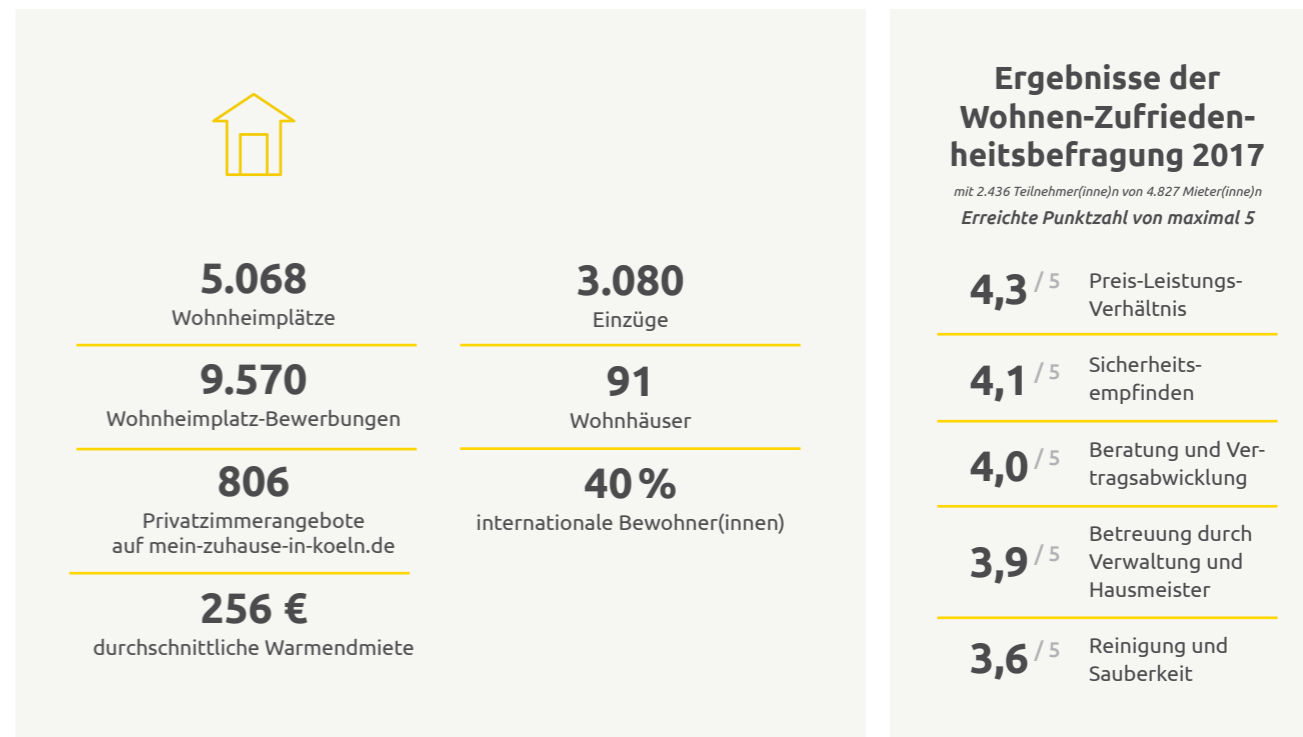 5.068
Wohnheimplätze
9.570
Wohnheimplatz-Bewerbungen
806
Privatzimmerangebote
auf mein-zuhause-in-koeln.de
256 €
durchschnittliche Warmendmiete
3.080
Einzüge
91
Wohnhäuser
40 %
internationale Bewohner(innen)
Ergebnisse der
Wohnen-Zufrieden-
heitsbefragung 2017
mit 2.436 Teilnehmer(inne)n von 4.827 Mieter(inne)n
Erreichte Punktzahl von maximal 5
4,3 / 5 Preis-Leistungs-
Verhältnis
4,1 / 5 Sicherheits-
empfinden
4,0 / 5 Beratung und Ver-
tragsabwicklung
3,9 / 5 Betreuung durch
Verwaltung und
Hausmeister
3,6 / 5 Reinigung und
Sauberkeit